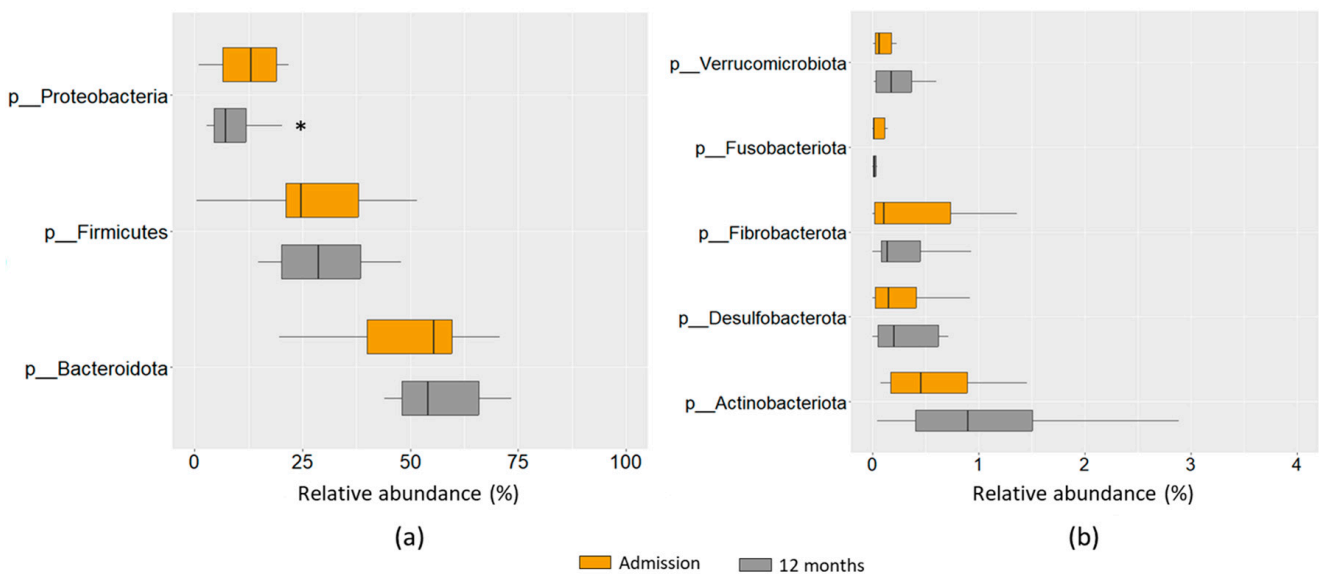 p__Proteobacteria
*
p__Firmicutes
p__Bacteroidota
0 25 50 75 100
Relative abundance (%)
(a)
p__Verrucomicrobiota
p__Fusobacteriota
p__Fibrobacterota
p__Desulfobacterota
p__Actinobacteriota
0 1 2 3 4
Relative abundance (%)
(b)
Admission 12 months